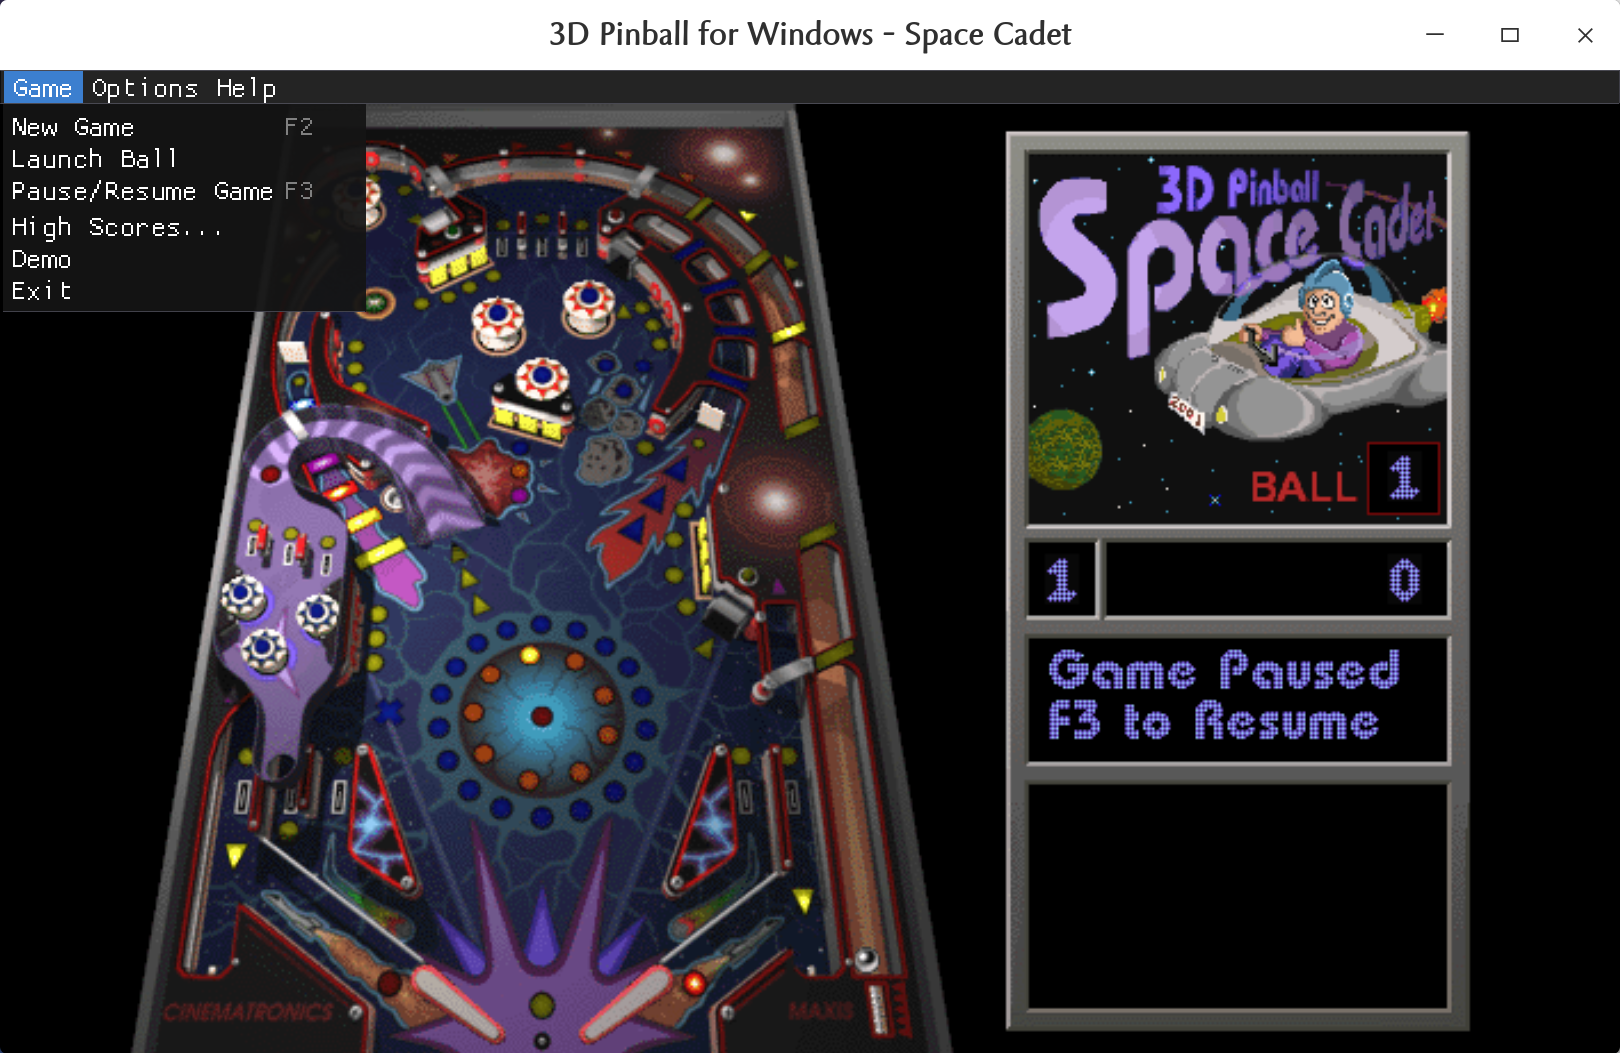 3D Pinball for Windows - Space Cadet
Game Options Help
New Game F2
Launch Ball
Pause/Resume Game F3
High Scores...
Demo
Exit
3D Pinball
Space Cadet
2001
BALL 1
1 0
Game Paused
F3 to Resume
CINEMATRONICS
MAXIS